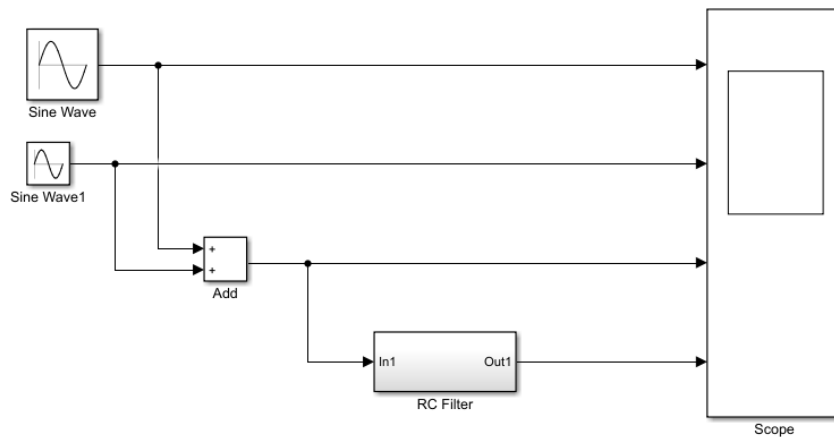 Sine Wave
Sine Wave1
+
+
Add
In1 Out1
RC Filter
Scope